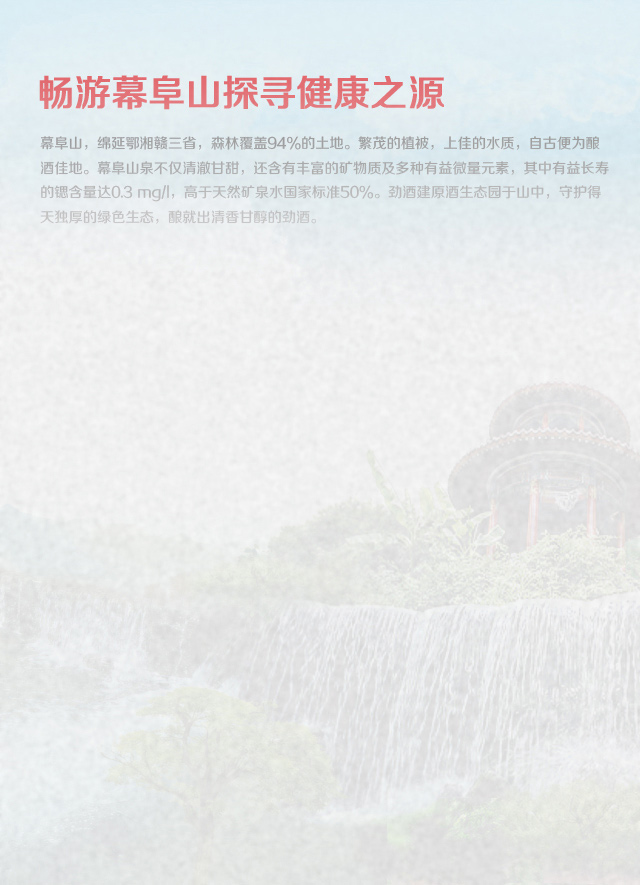 畅游幕阜山探寻健康之源
幕阜山，绵延鄂湘赣三省，森林覆盖94%的土地。繁茂的植被，上佳的水质，自古便为酿
酒佳地。幕阜山泉不仅清澈甘甜，还含有丰富的矿物质及多种有益微量元素，其中有益长寿
的锶含量达0.3 mg/l，高于天然矿泉水国家标准50%。劲酒建原酒生态园于山中，守护得
天独厚的绿色生态，酿就出清香甘醇的劲酒。